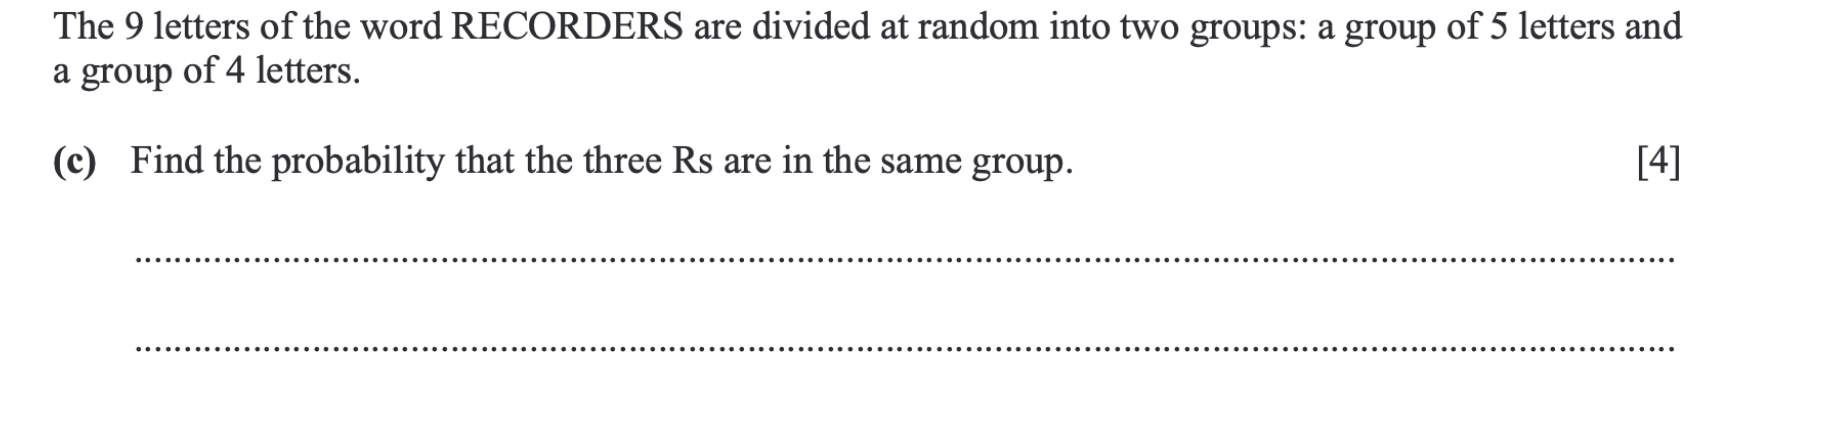 The 9 letters of the word RECORDERS are divided at random into two groups: a group of 5 letters and
a group of 4 letters.
(c) Find the probability that the three Rs are in the same group. [4]